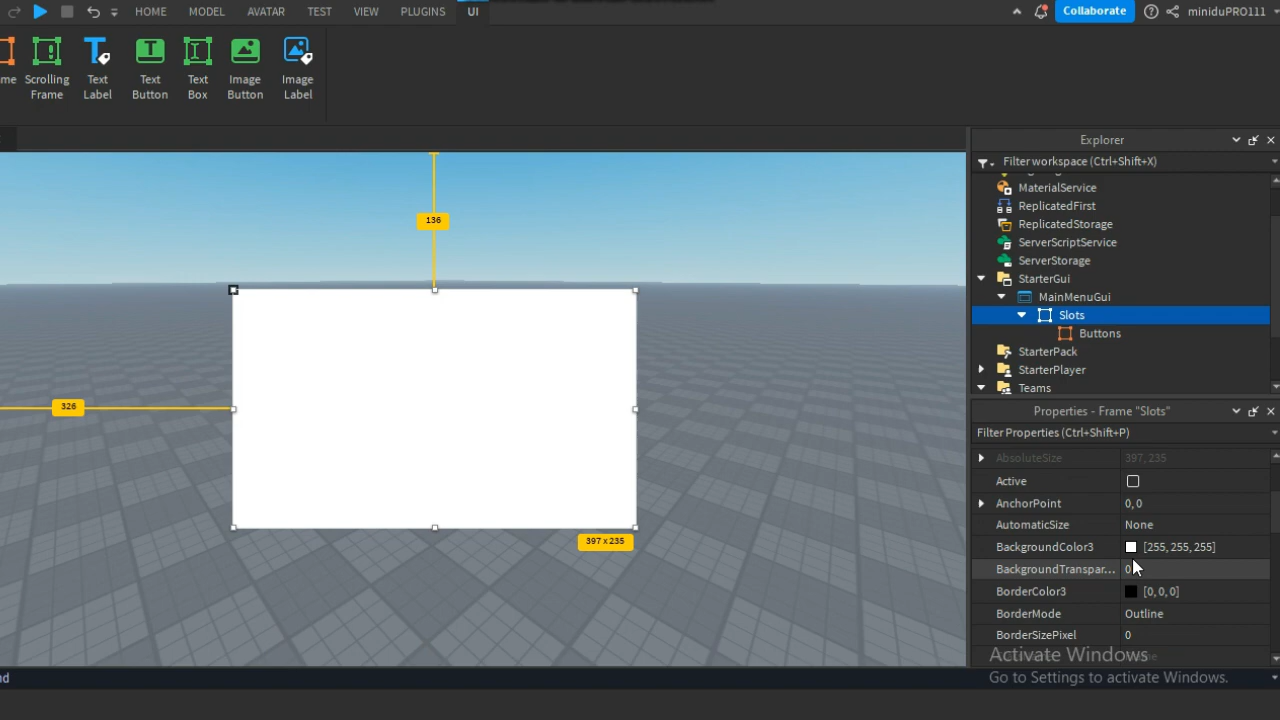 HOME MODEL AVATAR TEST VIEW PLUGINS UI Collaborate miniduPRO111
me Scrolling Frame Text Label Text Button Text Box Image Button Image Label
Explorer
Filter workspace (Ctrl+Shift+X)
MaterialService
ReplicatedFirst
ReplicatedStorage
ServerScriptService
ServerStorage
StarterGui
MainMenuGui
Slots
Buttons
StarterPack
StarterPlayer
Teams
136
326
397 x 235
Properties - Frame "Slots"
Filter Properties (Ctrl+Shift+P)
AbsoluteSize 397, 235
Active
AnchorPoint 0, 0
AutomaticSize None
BackgroundColor3 [255, 255, 255]
BackgroundTranspar... 0
BorderColor3 [0, 0, 0]
BorderMode Outline
BorderSizePixel 0
Activate Windows
Go to Settings to activate Windows.
nd